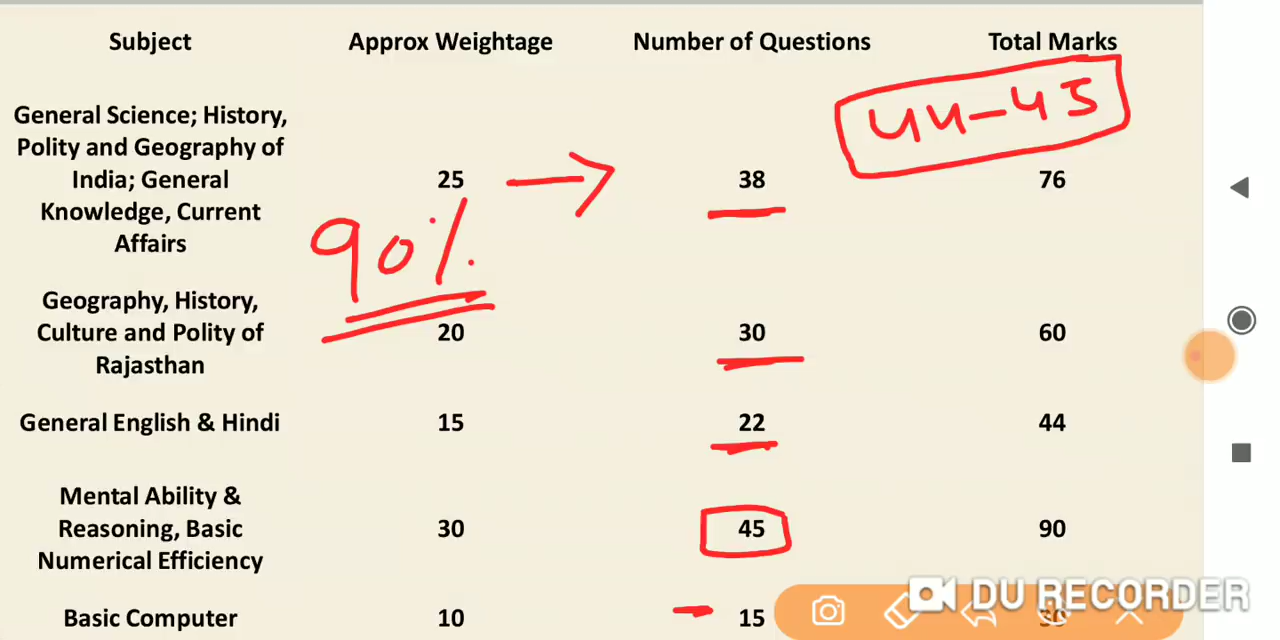 Subject Approx Weightage Number of Questions Total Marks
44-45
General Science; History,
Polity and Geography of
India; General 25 38 76
Knowledge, Current
Affairs
90%
Geography, History,
Culture and Polity of 20 30 60
Rajasthan
General English & Hindi 15 22 44
Mental Ability &
Reasoning, Basic 30 45 90
Numerical Efficiency
DU RECORDER
Basic Computer 10 15 30